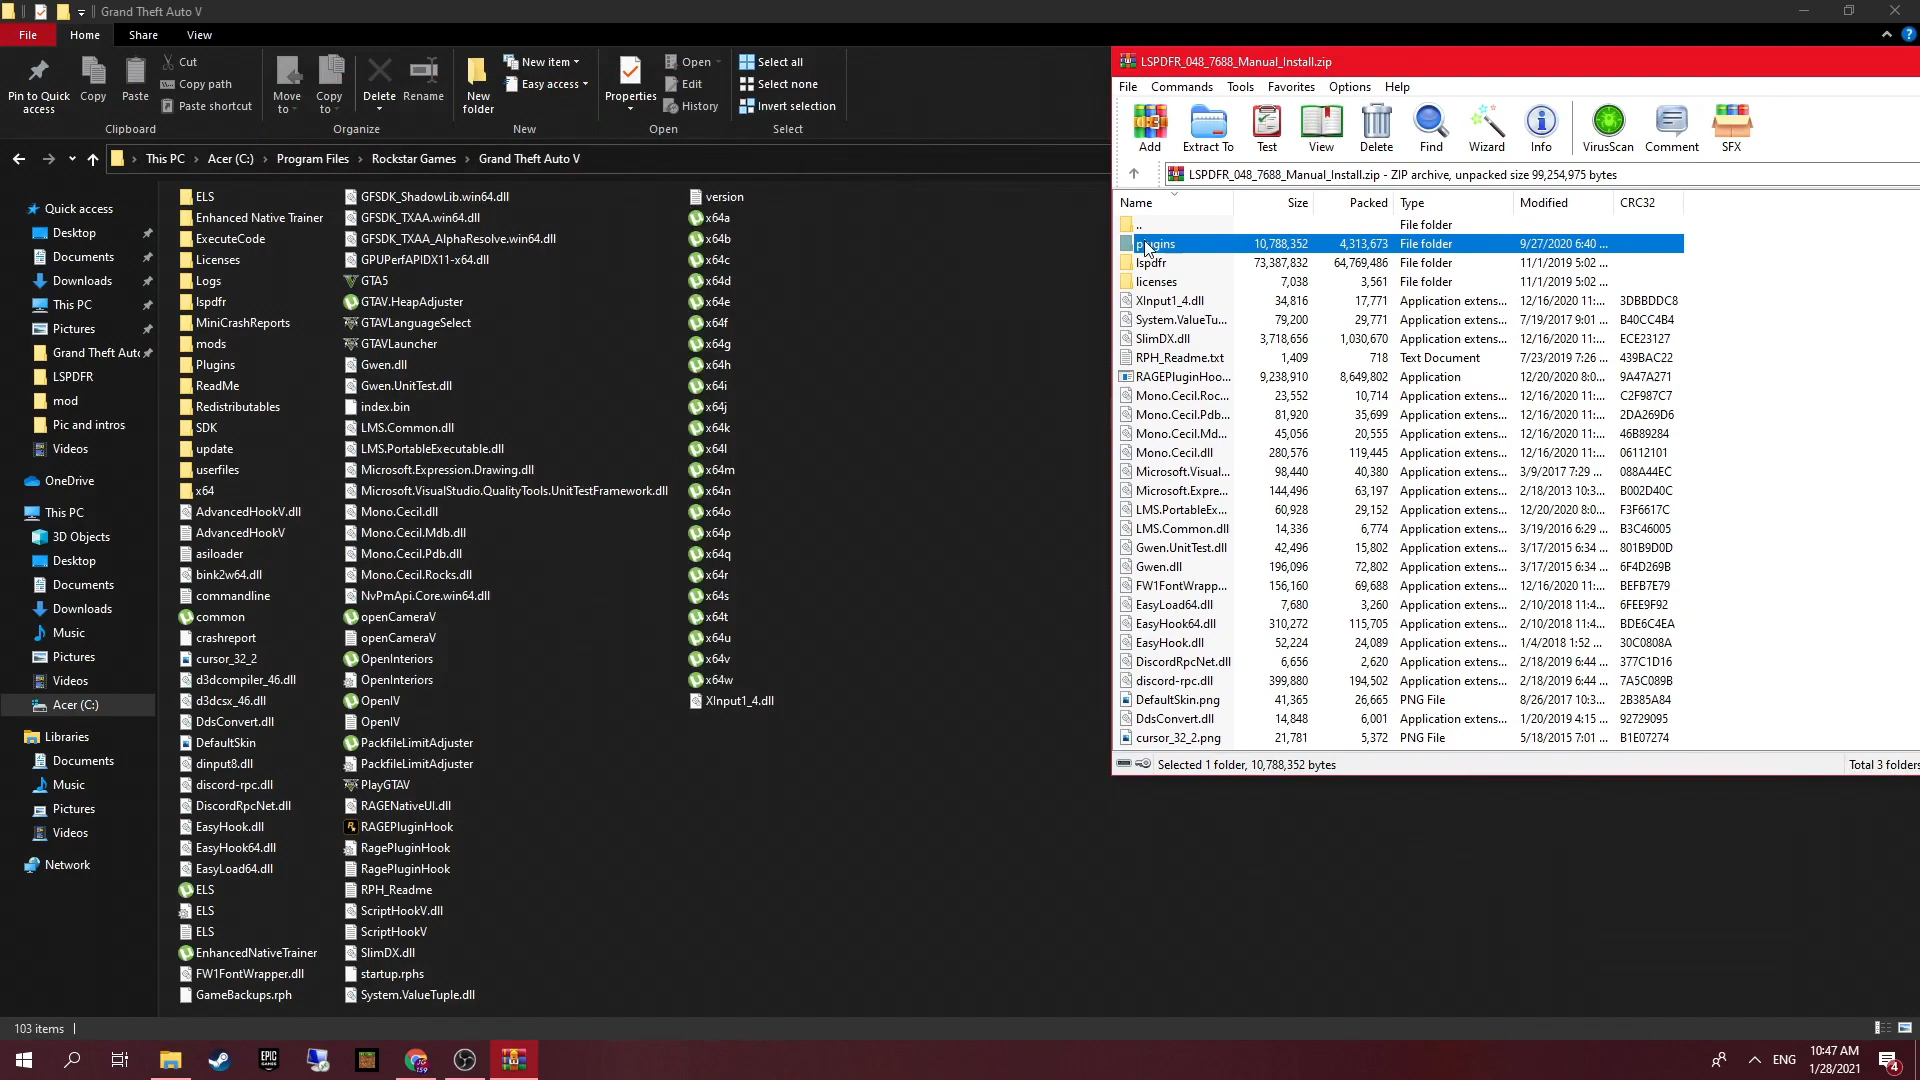 Grand Theft Auto V
File
Home
Share
View
Pin to Quick access
Copy
Paste
Cut
Copy path
Paste shortcut
Clipboard
Move to
Copy to
Delete
Rename
Organize
New folder
New item
Easy access
New
Properties
Open
Edit
History
Open
Select all
Select none
Invert selection
Select
This PC > Acer (C:) > Program Files > Rockstar Games > Grand Theft Auto V
Quick access
Desktop
Documents
Downloads
This PC
Pictures
Grand Theft Auto
LSPDFR
mod
Pic and intros
Videos
OneDrive
This PC
3D Objects
Desktop
Documents
Downloads
Music
Pictures
Videos
Acer (C:)
Libraries
Documents
Music
Pictures
Videos
Network
ELS
Enhanced Native Trainer
ExecuteCode
Licenses
Logs
lspdfr
MiniCrashReports
mods
Plugins
ReadMe
Redistributables
SDK
update
userfiles
x64
AdvancedHookV.dll
AdvancedHookV
asiloader
bink2w64.dll
commandline
common
crashreport
cursor_32_2
d3dcompiler_46.dll
d3dcsx_46.dll
DdsConvert.dll
DefaultSkin
dinput8.dll
discord-rpc.dll
DiscordRpcNet.dll
EasyHook.dll
EasyHook64.dll
EasyLoad64.dll
ELS
ELS
ELS
EnhancedNativeTrainer
FW1FontWrapper.dll
GameBackups.rph
GFSDK_ShadowLib.win64.dll
GFSDK_TXAA.win64.dll
GFSDK_TXAA_AlphaResolve.win64.dll
GPUPerfAPIDX11-x64.dll
GTA5
GTAV.HeapAdjuster
GTAVLanguageSelect
GTAVLauncher
Gwen.dll
Gwen.UnitTest.dll
index.bin
LMS.Common.dll
LMS.PortableExecutable.dll
Microsoft.Expression.Drawing.dll
Microsoft.VisualStudio.QualityTools.UnitTestFramework.dll
Mono.Cecil.dll
Mono.Cecil.Mdb.dll
Mono.Cecil.Pdb.dll
Mono.Cecil.Rocks.dll
NvPmApi.Core.win64.dll
openCameraV
openCameraV
OpenInteriors
OpenInteriors
OpenIV
OpenIV
PackfileLimitAdjuster
PackfileLimitAdjuster
PlayGTAV
RAGENativeUI.dll
RAGEPluginHook
RagePluginHook
RagePluginHook
RPH_Readme
ScriptHookV.dll
ScriptHookV
SlimDX.dll
startup.rphs
System.ValueTuple.dll
version
x64a
x64b
x64c
x64d
x64e
x64f
x64g
x64h
x64i
x64j
x64k
x64l
x64m
x64n
x64o
x64p
x64q
x64r
x64s
x64t
x64u
x64v
x64w
XInput1_4.dll
103 items
LSPDFR_048_7688_Manual_Install.zip
File Commands Tools Favorites Options Help
Add Extract To Test View Delete Find Wizard Info VirusScan Comment SFX
LSPDFR_048_7688_Manual_Install.zip - ZIP archive, unpacked size 99,254,975 bytes
Name Size Packed Type Modified CRC32
.. File folder
plugins 10,788,352 4,313,673 File folder 9/27/2020 6:40 ...
lspdfr 73,387,832 64,769,486 File folder 11/1/2019 5:02 ...
licenses 7,038 3,561 File folder 11/1/2019 5:02 ...
XInput1_4.dll 34,816 17,771 Application extens... 12/16/2020 11:... 3DBBDDC8
System.ValueTu... 79,200 29,771 Application extens... 7/19/2017 9:01 ... B40CC4B4
SlimDX.dll 3,718,656 1,030,670 Application extens... 12/16/2020 11:... ECE23127
RPH_Readme.txt 1,409 718 Text Document 7/23/2019 7:26 ... 439BAC22
RAGEPluginHoo... 9,238,910 8,649,802 Application 12/20/2020 8:0... 9A47A271
Mono.Cecil.Roc... 23,552 10,714 Application extens... 12/16/2020 11:... C2F987C7
Mono.Cecil.Pdb... 81,920 35,699 Application extens... 12/16/2020 11:... 2DA269D6
Mono.Cecil.Md... 45,056 20,555 Application extens... 12/16/2020 11:... 46B89284
Mono.Cecil.dll 280,576 119,445 Application extens... 12/16/2020 11:... 06112101
Microsoft.Visual... 98,440 40,380 Application extens... 3/9/2017 7:29 ... 088A44EC
Microsoft.Expre... 144,496 63,197 Application extens... 2/18/2013 10:3... B002D40C
LMS.PortableEx... 60,928 29,152 Application extens... 12/20/2020 8:0... F3F6617C
LMS.Common.dll 14,336 6,774 Application extens... 3/19/2016 6:29 ... B3C46005
Gwen.UnitTest.dll 42,496 15,802 Application extens... 3/17/2015 6:34 ... 801B9D0D
Gwen.dll 196,096 72,802 Application extens... 3/17/2015 6:34 ... 6F4D269B
FW1FontWrapp... 156,160 69,688 Application extens... 12/16/2020 11:... BEFB7E79
EasyLoad64.dll 7,680 3,260 Application extens... 2/10/2018 11:4... 6FEE9F92
EasyHook64.dll 310,272 115,705 Application extens... 2/10/2018 11:4... BDE6C4EA
EasyHook.dll 52,224 24,089 Application extens... 1/4/2018 1:52 ... 30C0808A
DiscordRpcNet.dll 6,656 2,620 Application extens... 2/18/2019 6:44 ... 377C1D16
discord-rpc.dll 399,880 194,502 Application extens... 2/18/2019 6:44 ... 7A5C089B
DefaultSkin.png 41,365 26,665 PNG File 8/26/2017 10:3... 2B385A84
DdsConvert.dll 14,848 6,001 Application extens... 1/20/2019 4:15 ... 92729095
cursor_32_2.png 21,781 5,372 PNG File 5/18/2015 7:01 ... B1E07274
Selected 1 folder, 10,788,352 bytes
Total 3 folders
EPIC GAMES
159
ENG
10:47 AM
1/28/2021
4